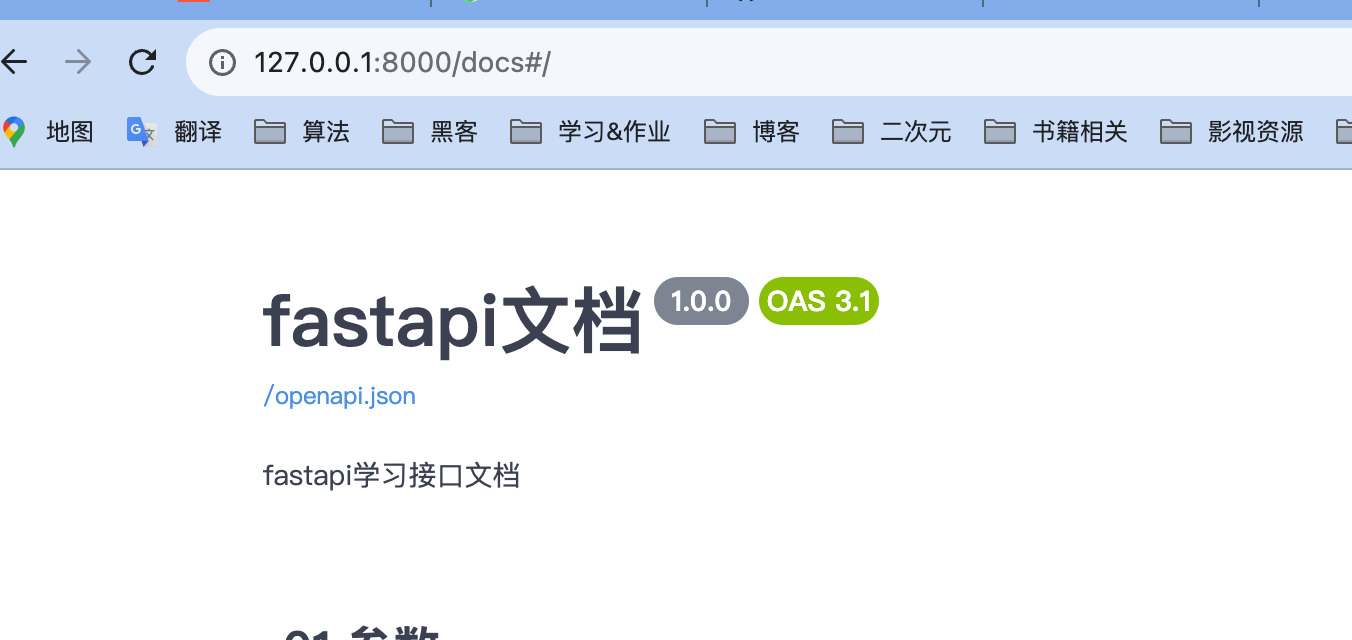 127.0.0.1:8000/docs#/
地图 翻译 算法 黑客 学习&作业 博客 二次元 书籍相关 影视资源
fastapi文档 1.0.0 OAS 3.1
/openapi.json
fastapi学习接口文档
01 参数